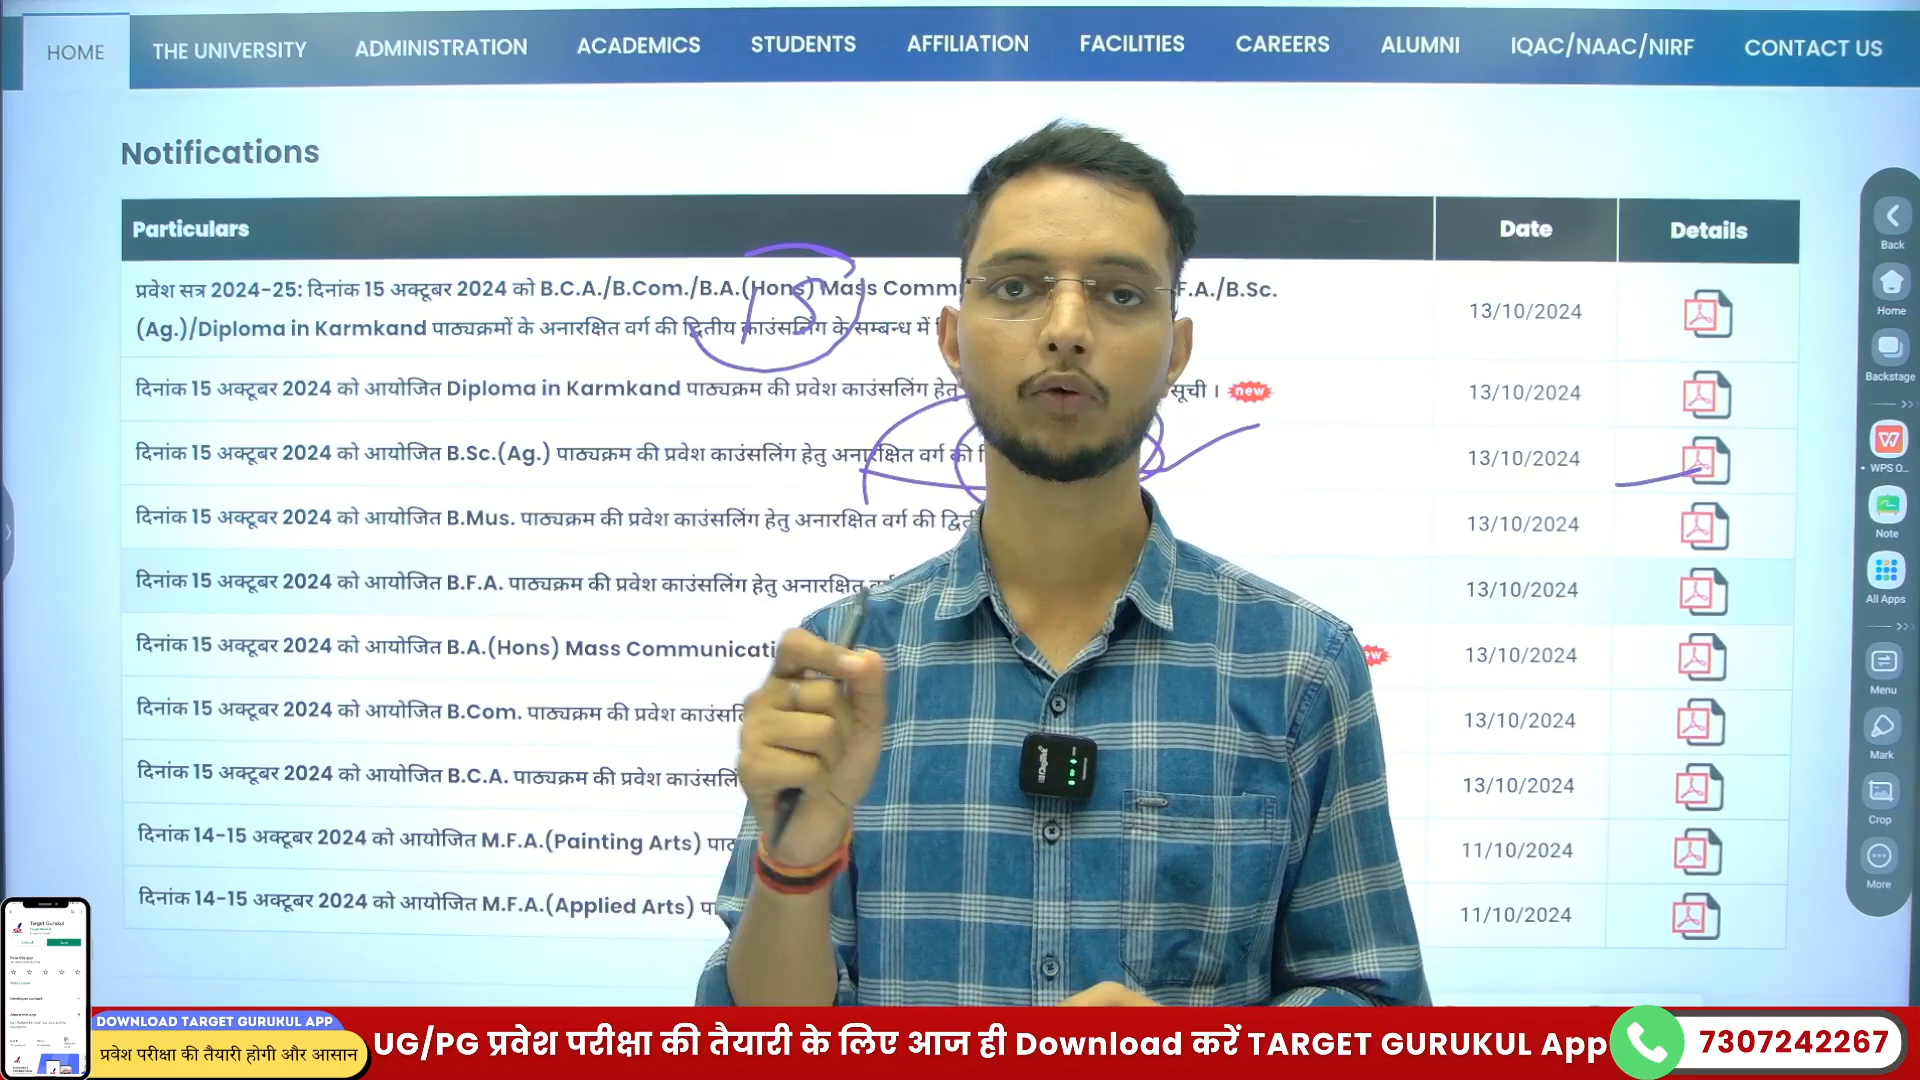 HOME THE UNIVERSITY ADMINISTRATION ACADEMICS STUDENTS AFFILIATION FACILITIES CAREERS ALUMNI IQAC/NAAC/NIRF CONTACT US
Notifications
Particulars Date Details
प्रवेश सत्र 2024-25: दिनांक 15 अक्टूबर 2024 को B.C.A./B.Com./B.A.(Hons) Mass Comm F.A./B.Sc.
(Ag.)/Diploma in Karmkand पाठ्यक्रमों के अनारक्षित वर्ग की द्वितीय काउंसलिंग के सम्बन्ध में 13/10/2024
15
दिनांक 15 अक्टूबर 2024 को आयोजित Diploma in Karmkand पाठ्यक्रम की प्रवेश काउंसलिंग हेतु सूची । new 13/10/2024
दिनांक 15 अक्टूबर 2024 को आयोजित B.Sc.(Ag.) पाठ्यक्रम की प्रवेश काउंसलिंग हेतु अनारक्षित वर्ग की 13/10/2024
दिनांक 15 अक्टूबर 2024 को आयोजित B.Mus. पाठ्यक्रम की प्रवेश काउंसलिंग हेतु अनारक्षित वर्ग की 13/10/2024
दिनांक 15 अक्टूबर 2024 को आयोजित B.F.A. पाठ्यक्रम की प्रवेश काउंसलिंग हेतु अनारक्षित 13/10/2024
दिनांक 15 अक्टूबर 2024 को आयोजित B.A.(Hons) Mass Communicati 13/10/2024
दिनांक 15 अक्टूबर 2024 को आयोजित B.Com. पाठ्यक्रम की प्रवेश 13/10/2024
दिनांक 15 अक्टूबर 2024 को आयोजित B.C.A. पाठ्यक्रम की प्रवेश 13/10/2024
दिनांक 14-15 अक्टूबर 2024 को आयोजित M.F.A.(Painting Arts) 11/10/2024
दिनांक 14-15 अक्टूबर 2024 को आयोजित M.F.A.(Applied Arts) 11/10/2024
Back
Home
Backstage
WPS O...
Note
All Apps
Menu
Mark
Crop
More
Target Gurukul
DOWNLOAD TARGET GURUKUL APP
प्रवेश परीक्षा की तैयारी होगी और आसान
UG/PG प्रवेश परीक्षा की तैयारी के लिए आज ही Download करें TARGET GURUKUL App 7307242267